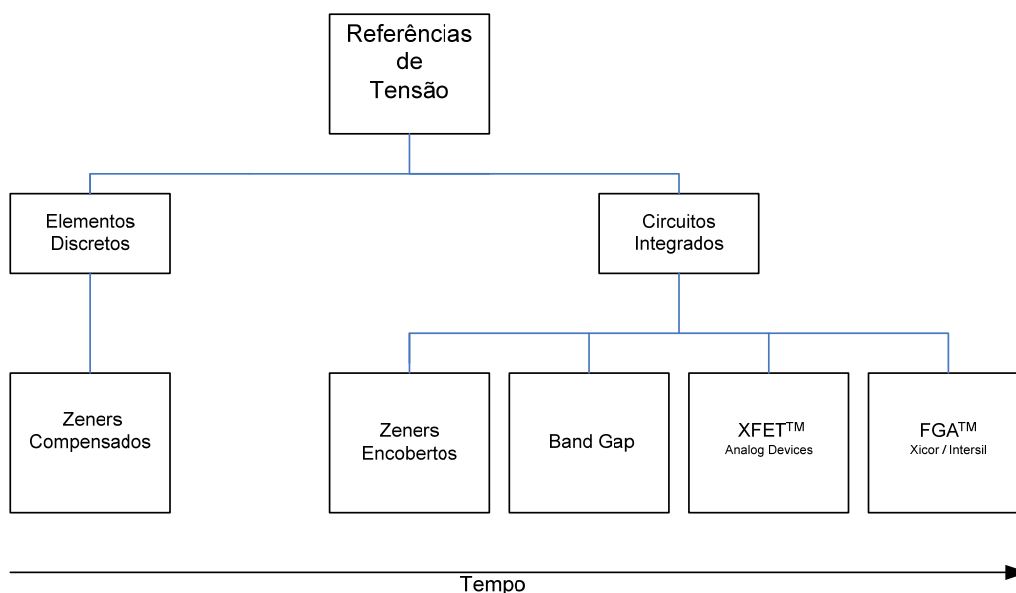 Referências
de
Tensão
Elementos
Discretos
Circuitos
Integrados
Zeners
Compensados
Zeners
Encobertos
Band Gap
XFET™
Analog Devices
FGA™
Xicor / Intersil
Tempo